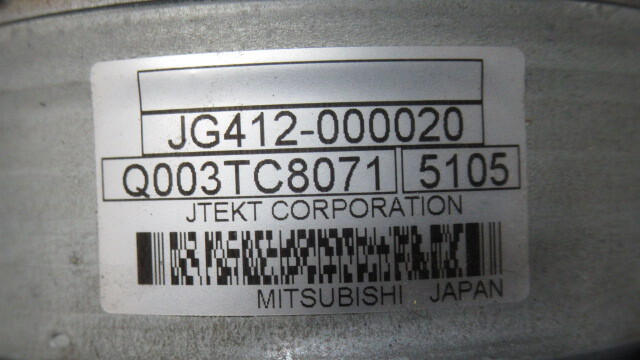 JG412-000020
Q003TC8071 5105
JTEKT CORPORATION
MITSUBISHI JAPAN